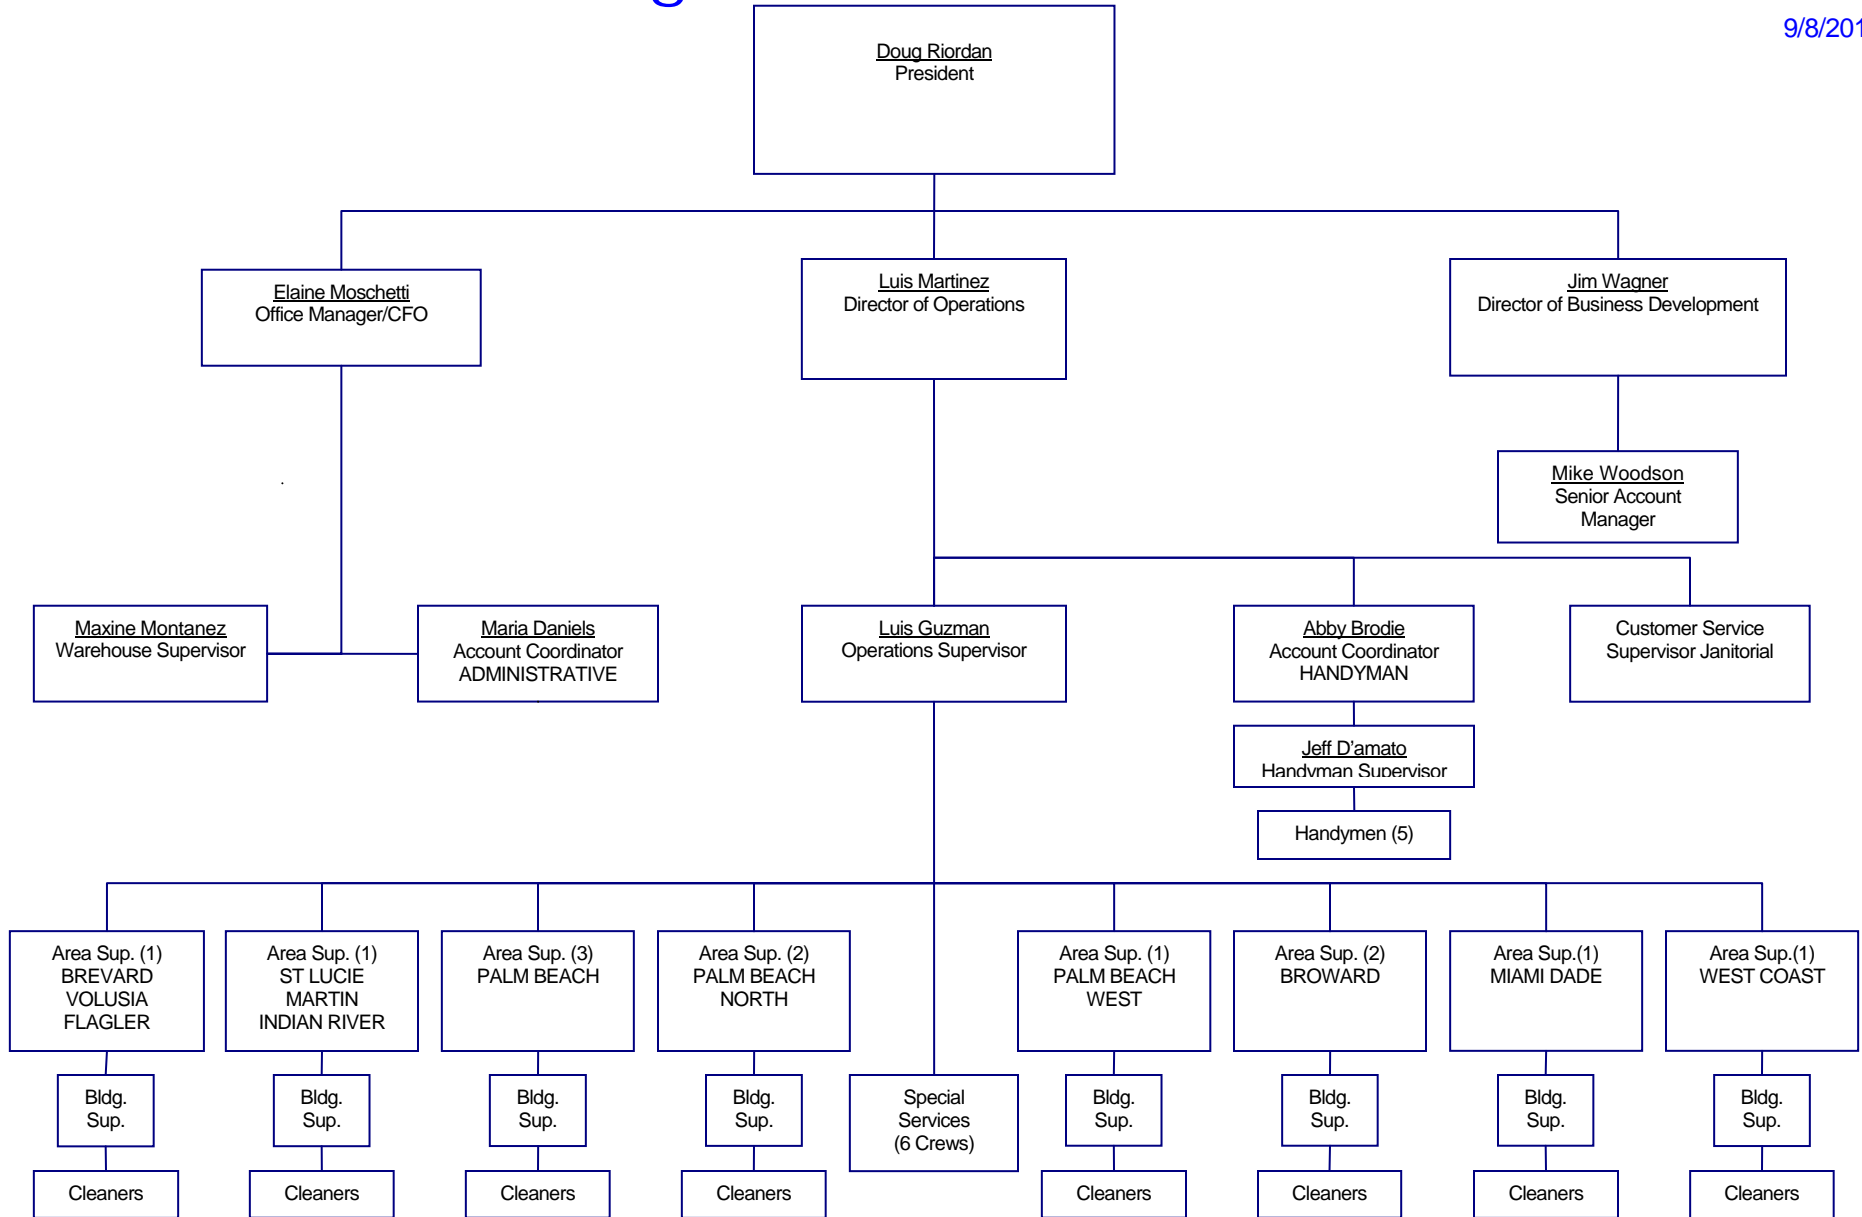 9/8/201
Doug Riordan
President
Elaine Moschetti
Office Manager/CFO
Luis Martinez
Director of Operations
Jim Wagner
Director of Business Development
Mike Woodson
Senior Account
Manager
Maxine Montanez
Warehouse Supervisor
Maria Daniels
Account Coordinator
ADMINISTRATIVE
Luis Guzman
Operations Supervisor
Abby Brodie
Account Coordinator
HANDYMAN
Customer Service
Supervisor Janitorial
Jeff D'amato
Handyman Supervisor
Handymen (5)
Area Sup. (1)
BREVARD
VOLUSIA
FLAGLER
Area Sup. (1)
ST LUCIE
MARTIN
INDIAN RIVER
Area Sup. (3)
PALM BEACH
Area Sup. (2)
PALM BEACH
NORTH
Area Sup. (1)
PALM BEACH
WEST
Area Sup. (2)
BROWARD
Area Sup.(1)
MIAMI DADE
Area Sup.(1)
WEST COAST
Bldg.
Sup.
Bldg.
Sup.
Bldg.
Sup.
Bldg.
Sup.
Special
Services
(6 Crews)
Bldg.
Sup.
Bldg.
Sup.
Bldg.
Sup.
Bldg.
Sup.
Cleaners
Cleaners
Cleaners
Cleaners
Cleaners
Cleaners
Cleaners
Cleaners